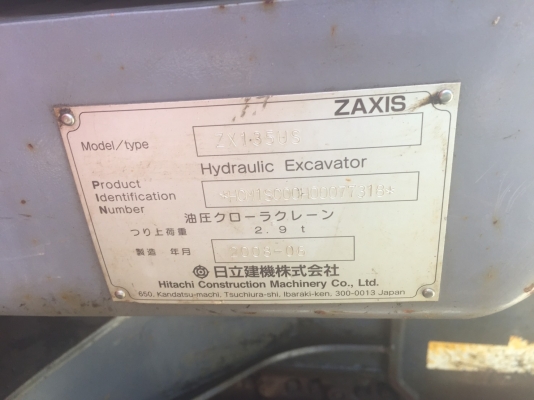 ZAXIS
Model/type
Hydraulic Excavator
Product
Identification
Number
油圧クローラクレーン
つり上荷重 2.9 t
製造 年月
日立建機株式会社
Hitachi Construction Machinery Co., Ltd.
650, Kandatsu-machi, Tsuchiura-shi, Ibaraki-ken, 300-0013 Japan